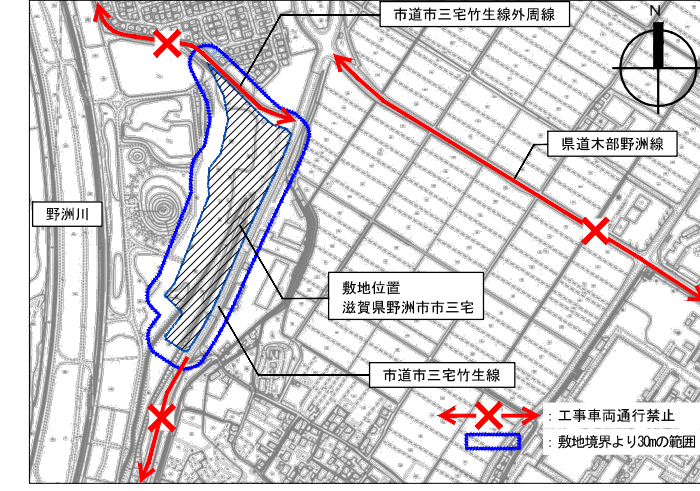 市道市三宅竹生線外周線
N
県道木部野洲線
野洲川
敷地位置
滋賀県野洲市市三宅
市道市三宅竹生線
：工事車両通行禁止
：敷地境界より30mの範囲